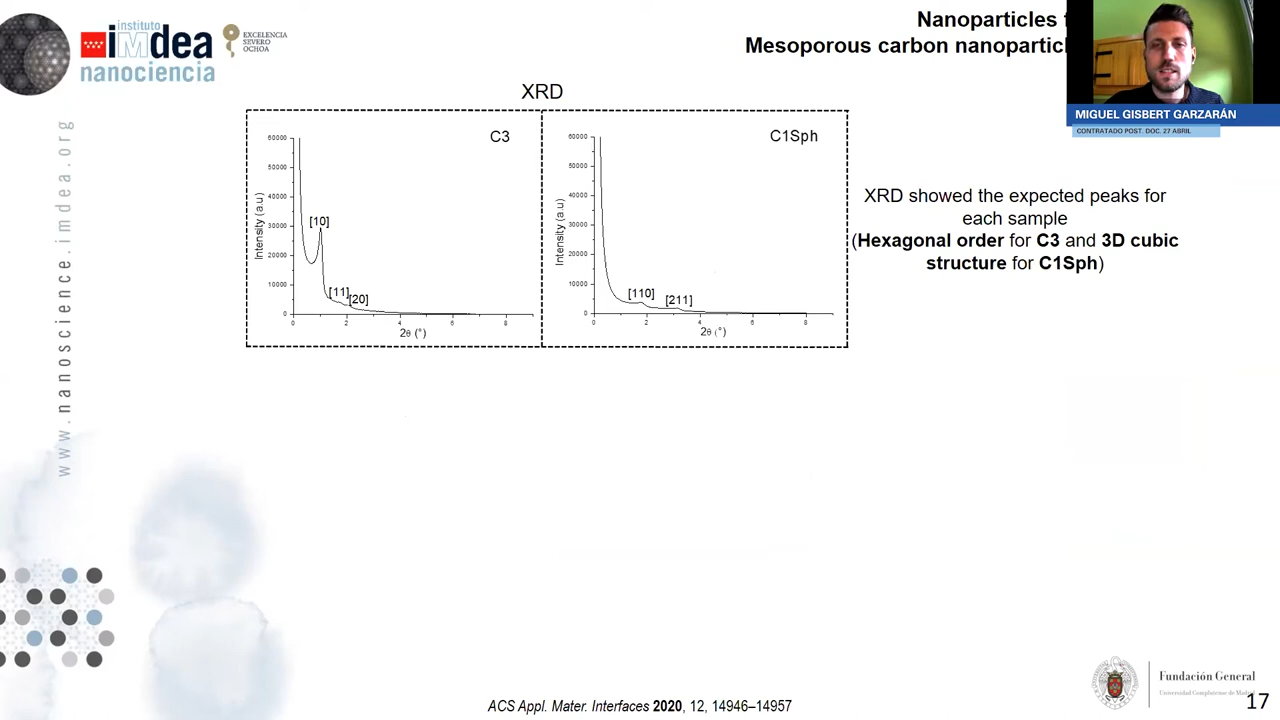 instituto
imdea
nanociencia
EXCELENCIA
SEVERO
OCHOA
www.nanoscience.imdea.org
Nanoparticles
Mesoporous carbon
MIGUEL GISBERT GARZARÁN
CONTRATADO POST. DOC. 27 ABRIL
XRD
C3
60000
50000
40000
30000
20000
10000
0
Intensity (a.u)
[10]
[11]
[20]
0 2 4 6 8
2θ (°)
C1Sph
60000
50000
40000
30000
20000
10000
0
Intensity (a.u)
[110]
[211]
0 2 4 6 8
2θ (°)
XRD showed the expected peaks for
each sample
(Hexagonal order for C3 and 3D cubic
structure for C1Sph)
ACS Appl. Mater. Interfaces 2020, 12, 14946–14957
Fundación General
Universidad Complutense de Madrid
17